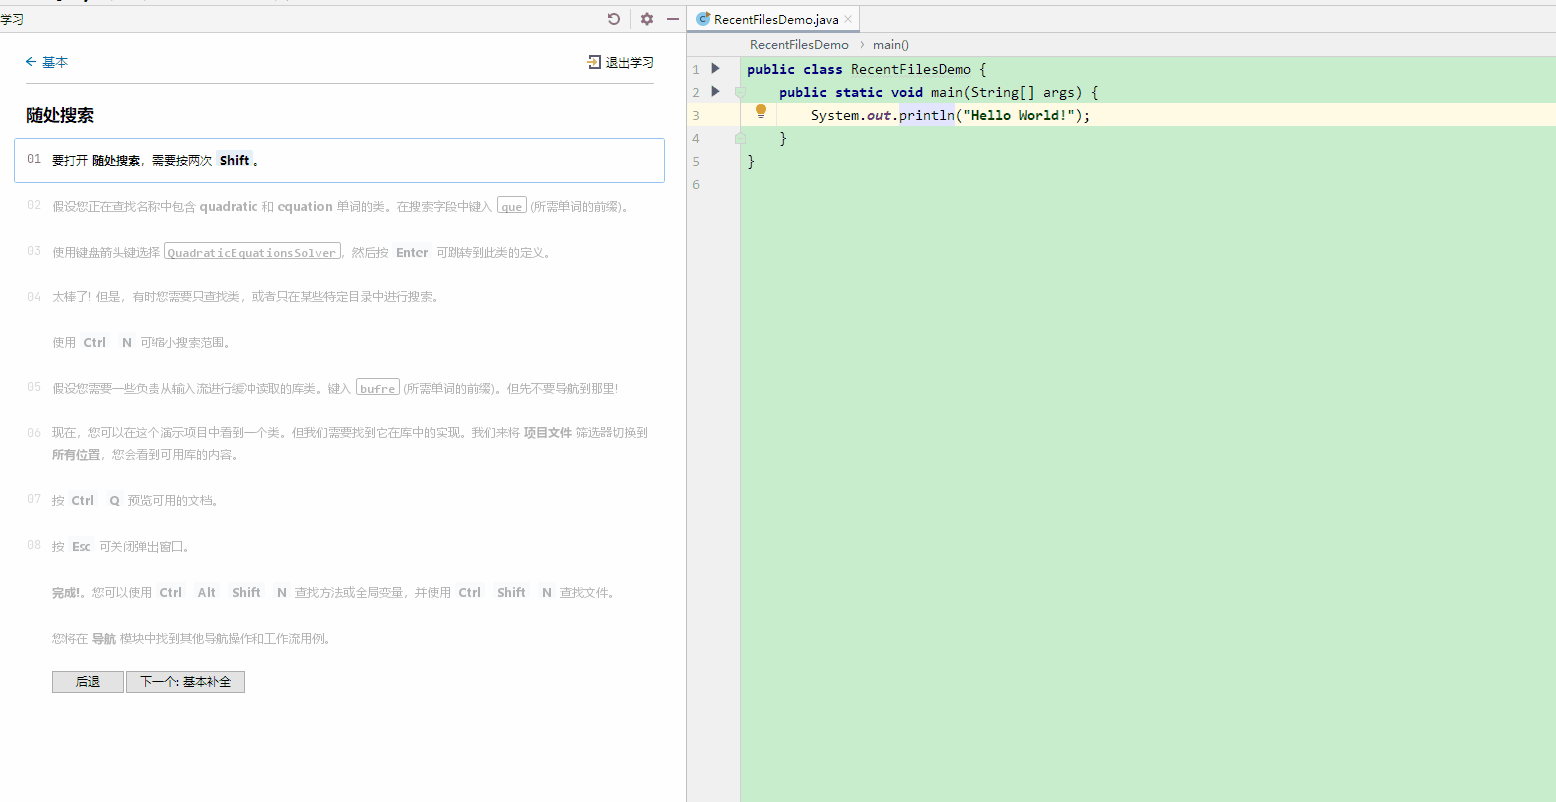 学习
基本
退出学习
随处搜索
01 要打开 随处搜索，需要按两次 Shift 。
02 假设您正在查找名称中包含 quadratic 和 equation 单词的类。在搜索字段中键入 que (所需单词的前缀)。
03 使用键盘箭头键选择 QuadraticEquationsSolver，然后按 Enter 可跳转到此类的定义。
04 太棒了! 但是，有时您需要只查找类，或者只在某些特定目录中进行搜索。
使用 Ctrl N 可缩小搜索范围。
05 假设您需要一些负责从输入流进行缓冲读取的库类。键入 bufre (所需单词的前缀)。但先不要导航到那里!
06 现在，您可以在这个演示项目中看到一个类。但我们需要找到它在库中的实现。我们来将 项目文件 筛选器切换到
所有位置，您会看到可用库的内容。
07 按 Ctrl Q 预览可用的文档。
08 按 Esc 可关闭弹出窗口。
完成!。您可以使用 Ctrl Alt Shift N 查找方法或全局变量，并使用 Ctrl Shift N 查找文件。
您将在 导航 模块中找到其他导航操作和工作流用例。
后退 下一个: 基本补全
RecentFilesDemo.java
RecentFilesDemo › main()
1 public class RecentFilesDemo {
2 public static void main(String[] args) {
3 System.out.println("Hello World!");
4 }
5 }
6